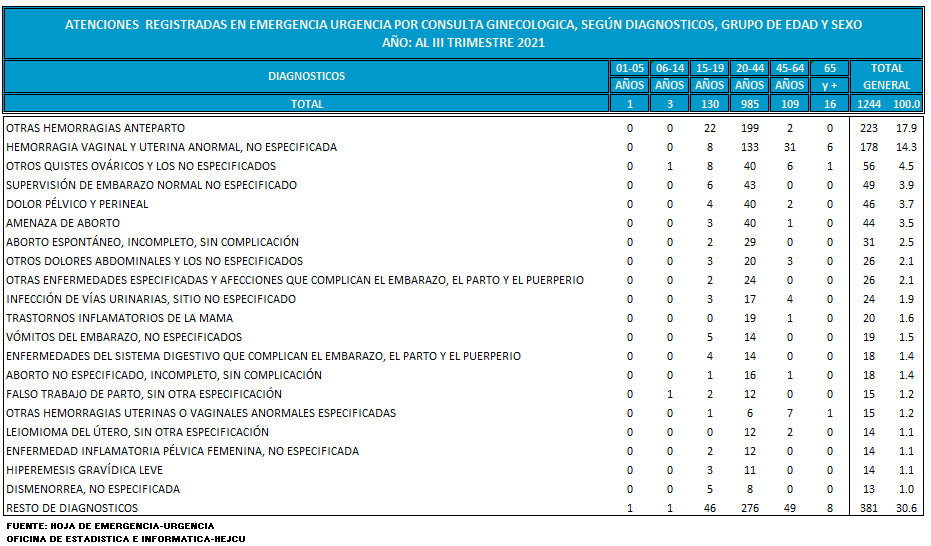 ATENCIONES REGISTRADAS EN EMERGENCIA URGENCIA POR CONSULTA GINECOLOGICA, SEGÚN DIAGNOSTICOS, GRUPO DE EDAD Y SEXO
AÑO: AL III TRIMESTRE 2021
DIAGNOSTICOS 01-05 AÑOS 06-14 AÑOS 15-19 AÑOS 20-44 AÑOS 45-64 AÑOS 65 y + TOTAL GENERAL
TOTAL 1 3 130 985 109 16 1244 100.0
OTRAS HEMORRAGIAS ANTEPARTO 0 0 22 199 2 0 223 17.9
HEMORRAGIA VAGINAL Y UTERINA ANORMAL, NO ESPECIFICADA 0 0 8 133 31 6 178 14.3
OTROS QUISTES OVÁRICOS Y LOS NO ESPECIFICADOS 0 1 8 40 6 1 56 4.5
SUPERVISIÓN DE EMBARAZO NORMAL NO ESPECIFICADO 0 0 6 43 0 0 49 3.9
DOLOR PÉLVICO Y PERINEAL 0 0 4 40 2 0 46 3.7
AMENAZA DE ABORTO 0 0 3 40 1 0 44 3.5
ABORTO ESPONTÁNEO, INCOMPLETO, SIN COMPLICACIÓN 0 0 2 29 0 0 31 2.5
OTROS DOLORES ABDOMINALES Y LOS NO ESPECIFICADOS 0 0 3 20 3 0 26 2.1
OTRAS ENFERMEDADES ESPECIFICADAS Y AFECCIONES QUE COMPLICAN EL EMBARAZO, EL PARTO Y EL PUERPERIO 0 0 2 24 0 0 26 2.1
INFECCIÓN DE VÍAS URINARIAS, SITIO NO ESPECIFICADO 0 0 3 17 4 0 24 1.9
TRASTORNOS INFLAMATORIOS DE LA MAMA 0 0 0 19 1 0 20 1.6
VÓMITOS DEL EMBARAZO, NO ESPECIFICADOS 0 0 5 14 0 0 19 1.5
ENFERMEDADES DEL SISTEMA DIGESTIVO QUE COMPLICAN EL EMBARAZO, EL PARTO Y EL PUERPERIO 0 0 4 14 0 0 18 1.4
ABORTO NO ESPECIFICADO, INCOMPLETO, SIN COMPLICACIÓN 0 0 1 16 1 0 18 1.4
FALSO TRABAJO DE PARTO, SIN OTRA ESPECIFICACIÓN 0 1 2 12 0 0 15 1.2
OTRAS HEMORRAGIAS UTERINAS O VAGINALES ANORMALES ESPECIFICADAS 0 0 1 6 7 1 15 1.2
LEIOMIOMA DEL ÚTERO, SIN OTRA ESPECIFICACIÓN 0 0 0 12 2 0 14 1.1
ENFERMEDAD INFLAMATORIA PÉLVICA FEMENINA, NO ESPECIFICADA 0 0 2 12 0 0 14 1.1
HIPEREMESIS GRAVÍDICA LEVE 0 0 3 11 0 0 14 1.1
DISMENORREA, NO ESPECIFICADA 0 0 5 8 0 0 13 1.0
RESTO DE DIAGNOSTICOS 1 1 46 276 49 8 381 30.6
FUENTE: HOJA DE EMERGENCIA-URGENCIA
OFICINA DE ESTADISTICA E INFORMATICA-HEJCU